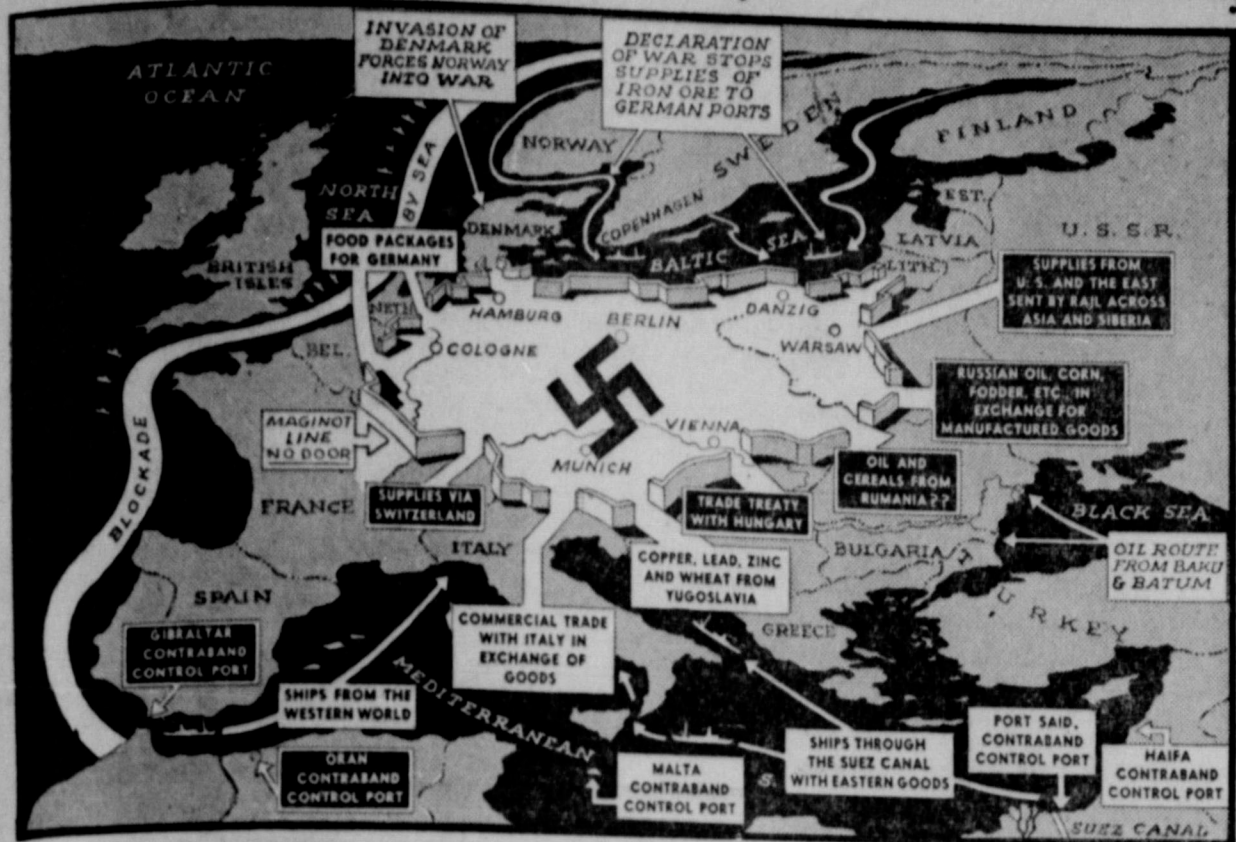 INVASION OF
DENMARK
FORCES NORWAY
INTO WAR
DECLARATION
OF WAR STOPS
SUPPLIES OF
IRON ORE TO
GERMAN PORTS
ATLANTIC
OCEAN
NORWAY
SWEDEN
FINLAND
NORTH
SEA
BY SEA
BLOCKADE
FOOD PACKAGES
FOR GERMANY
DENMARK
COPENHAGEN
BALTIC SEA
EST.
LATVIA
LITH.
U.S.S.R.
BRITISH
ISLES
SUPPLIES FROM
U. S. AND THE EAST
SENT BY RAIL ACROSS
ASIA AND SIBERIA
NETH.
HAMBURG
BERLIN
DANZIG
WARSAW
BEL.
COLOGNE
RUSSIAN OIL, CORN,
FODDER, ETC., IN
EXCHANGE FOR
MANUFACTURED GOODS
MAGINOT
LINE
NO DOOR
VIENNA
MUNICH
OIL AND
CEREALS FROM
RUMANIA??
FRANCE
SUPPLIES VIA
SWITZERLAND
TRADE TREATY
WITH HUNGARY
BLACK SEA
ITALY
BULGARIA
COPPER, LEAD, ZINC
AND WHEAT FROM
YUGOSLAVIA
OIL ROUTE
FROM BAKU
& BATUM
TURKEY
SPAIN
GREECE
GIBRALTAR
CONTRABAND
CONTROL PORT
COMMERCIAL TRADE
WITH ITALY IN
EXCHANGE OF
GOODS
SHIPS FROM THE
WESTERN WORLD
MEDITERRANEAN
S.
PORT SAID,
CONTRABAND
CONTROL PORT
SHIPS THROUGH
THE SUEZ CANAL
WITH EASTERN GOODS
HAIFA
CONTRABAND
CONTROL PORT
ORAN
CONTRABAND
CONTROL PORT
MALTA
CONTRABAND
CONTROL PORT
SUEZ CANAL